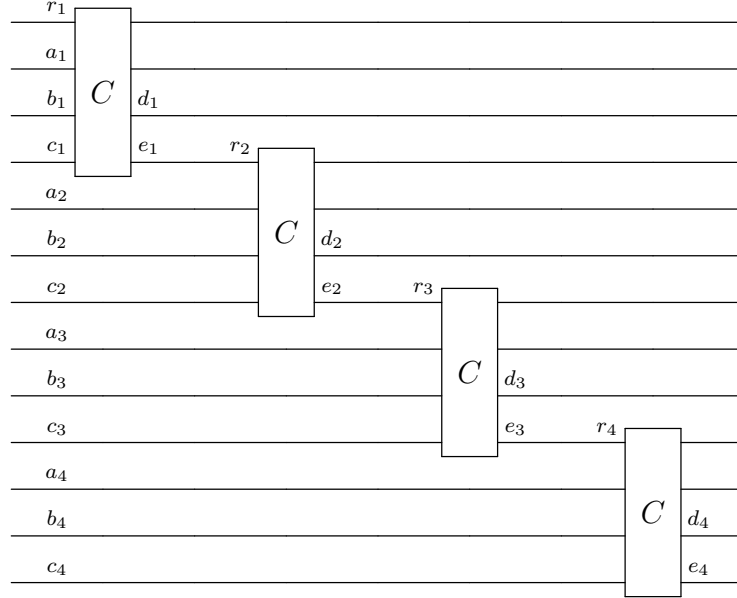 r₁
a₁
b₁ C d₁
c₁ e₁ r₂
a₂
b₂ C d₂
c₂ e₂ r₃
a₃
b₃ C d₃
c₃ e₃ r₄
a₄
b₄ C d₄
c₄ e₄